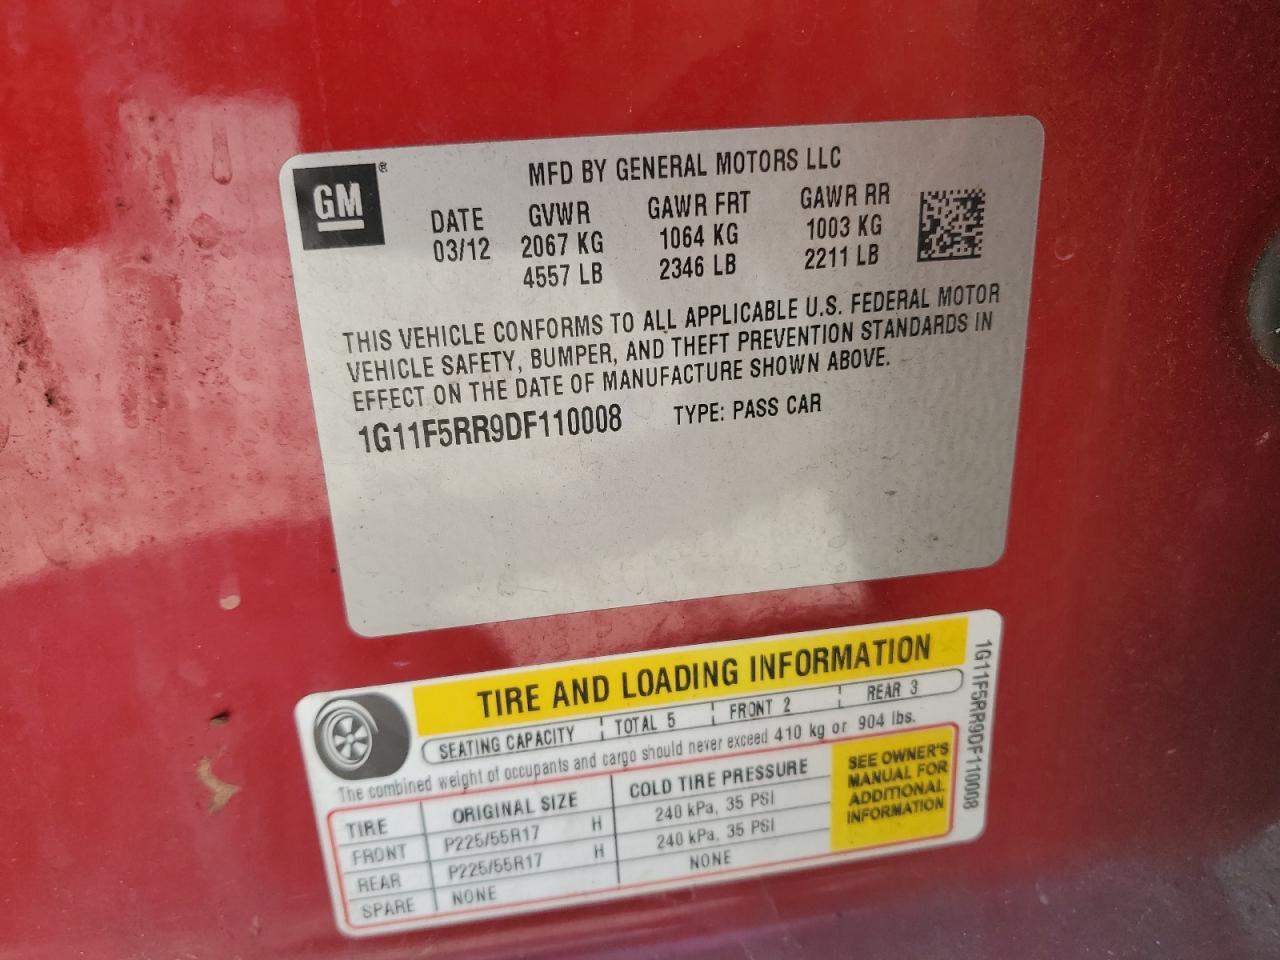 GM ®
MFD BY GENERAL MOTORS LLC
DATE GVWR GAWR FRT GAWR RR
03/12 2067 KG 1064 KG 1003 KG
4557 LB 2346 LB 2211 LB
THIS VEHICLE CONFORMS TO ALL APPLICABLE U.S. FEDERAL MOTOR
VEHICLE SAFETY, BUMPER, AND THEFT PREVENTION STANDARDS IN
EFFECT ON THE DATE OF MANUFACTURE SHOWN ABOVE.
1G11F5RR9DF110008 TYPE: PASS CAR
TIRE AND LOADING INFORMATION
SEATING CAPACITY TOTAL 5 FRONT 2 REAR 3
The combined weight of occupants and cargo should never exceed 410 kg or 904 lbs.
TIRE ORIGINAL SIZE COLD TIRE PRESSURE
FRONT P225/55R17 H 240 kPa, 35 PSI
REAR P225/55R17 H 240 kPa, 35 PSI
SPARE NONE NONE
SEE OWNER'S
MANUAL FOR
ADDITIONAL
INFORMATION
1G11F5RR9DF110008